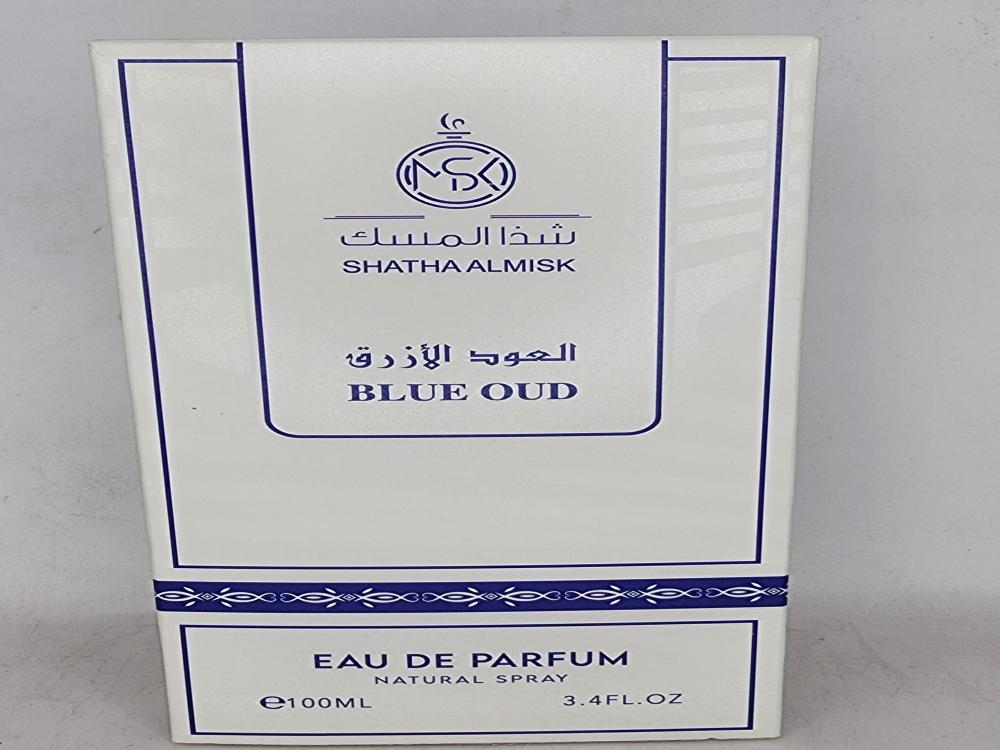 MSK
شذا المسك
SHATHA ALMISK
العود الأزرق
BLUE OUD
EAU DE PARFUM
NATURAL SPRAY
℮100ML 3.4FL.OZ